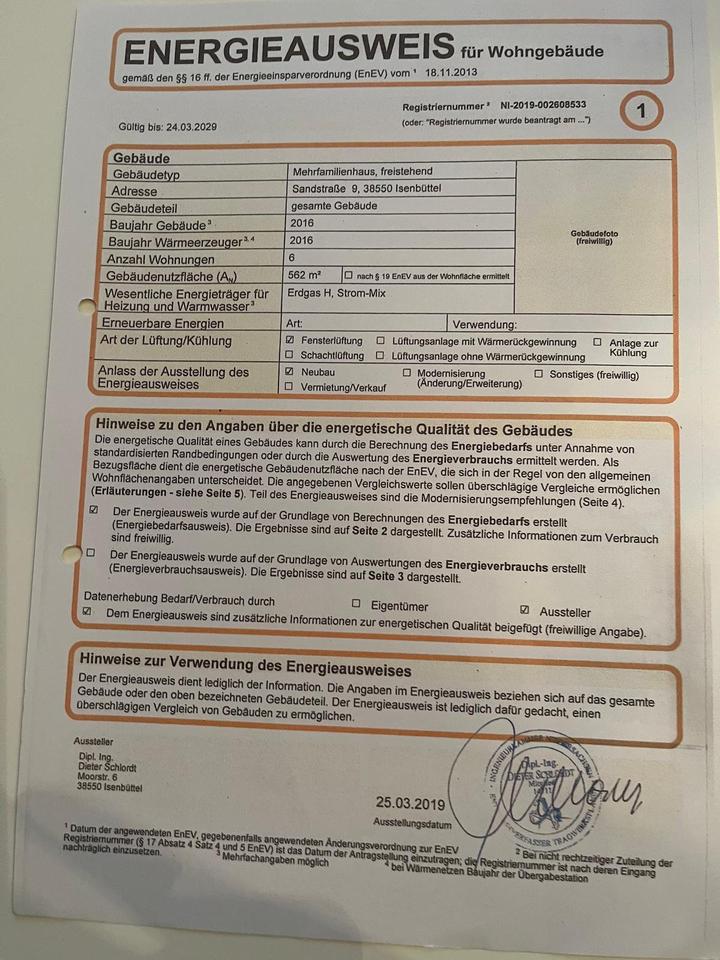 ENERGIEAUSWEIS für Wohngebäude
gemäß den §§ 16 ff. der Energieeinsparverordnung (EnEV) vom ¹ 18.11.2013
Registriernummer ² NI-2019-002608533
(oder: "Registriernummer wurde beantragt am ...")
1
Gültig bis: 24.03.2029
Gebäude
Gebäudetyp Mehrfamilienhaus, freistehend
Adresse Sandstraße 9, 38550 Isenbüttel
Gebäudeteil gesamte Gebäude
Baujahr Gebäude³ 2016
Baujahr Wärmeerzeuger³,⁴ 2016
Anzahl Wohnungen 6
Gebäudenutzfläche (AN) 562 m² ☐ nach § 19 EnEV aus der Wohnfläche ermittelt
Wesentliche Energieträger für Erdgas H, Strom-Mix
Heizung und Warmwasser³
Gebäudefoto
(freiwillig)
Erneuerbare Energien Art: Verwendung:
Art der Lüftung/Kühlung ☑ Fensterlüftung ☐ Lüftungsanlage mit Wärmerückgewinnung ☐ Anlage zur
☐ Schachtlüftung ☐ Lüftungsanlage ohne Wärmerückgewinnung Kühlung
Anlass der Ausstellung des ☑ Neubau ☐ Modernisierung ☐ Sonstiges (freiwillig)
Energieausweises ☐ Vermietung/Verkauf (Änderung/Erweiterung)
Hinweise zu den Angaben über die energetische Qualität des Gebäudes
Die energetische Qualität eines Gebäudes kann durch die Berechnung des Energiebedarfs unter Annahme von
standardisierten Randbedingungen oder durch die Auswertung des Energieverbrauchs ermittelt werden. Als
Bezugsfläche dient die energetische Gebäudenutzfläche nach der EnEV, die sich in der Regel von den allgemeinen
Wohnflächenangaben unterscheidet. Die angegebenen Vergleichswerte sollen überschlägige Vergleiche ermöglichen
(Erläuterungen - siehe Seite 5). Teil des Energieausweises sind die Modernisierungsempfehlungen (Seite 4).
☑ Der Energieausweis wurde auf der Grundlage von Berechnungen des Energiebedarfs erstellt
(Energiebedarfsausweis). Die Ergebnisse sind auf Seite 2 dargestellt. Zusätzliche Informationen zum Verbrauch
sind freiwillig.
☐ Der Energieausweis wurde auf der Grundlage von Auswertungen des Energieverbrauchs erstellt
(Energieverbrauchsausweis). Die Ergebnisse sind auf Seite 3 dargestellt.
Datenerhebung Bedarf/Verbrauch durch ☐ Eigentümer ☑ Aussteller
☑ Dem Energieausweis sind zusätzliche Informationen zur energetischen Qualität beigefügt (freiwillige Angabe).
Hinweise zur Verwendung des Energieausweises
Der Energieausweis dient lediglich der Information. Die Angaben im Energieausweis beziehen sich auf das gesamte
Gebäude oder den oben bezeichneten Gebäudeteil. Der Energieausweis ist lediglich dafür gedacht, einen
überschlägigen Vergleich von Gebäuden zu ermöglichen.
Aussteller
Dipl. Ing.
Dieter Schlordt
Moorstr. 6
38550 Isenbüttel
25.03.2019
Ausstellungsdatum
INGENIEURKAMMER NIEDERSACHSEN
Dipl.-Ing.
DIETER SCHLORDT
¹ Datum der angewendeten EnEV, gegebenenfalls angewendeten Änderungsverordnung zur EnEV ² Bei nicht rechtzeitiger Zuteilung der
Registriernummer (§ 17 Absatz 4 Satz 4 und 5 EnEV) ist das Datum der Antragstellung einzutragen; die Registriernummer ist nach deren Eingang
nachträglich einzusetzen. ³ Mehrfachangaben möglich ⁴ bei Wärmenetzen Baujahr der Übergabestation